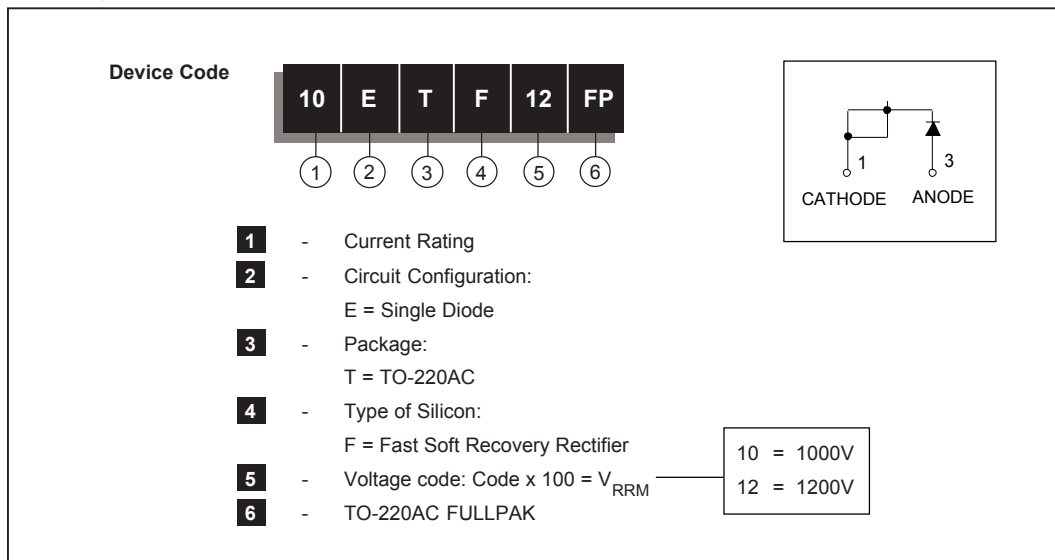 Device Code
10 E T F 12 FP
1 2 3 4 5 6
1 3
CATHODE ANODE
1 - Current Rating
2 - Circuit Configuration:
E = Single Diode
3 - Package:
T = TO-220AC
4 - Type of Silicon:
F = Fast Soft Recovery Rectifier
5 - Voltage code: Code x 100 = VRRM
10 = 1000V
12 = 1200V
6 - TO-220AC FULLPAK